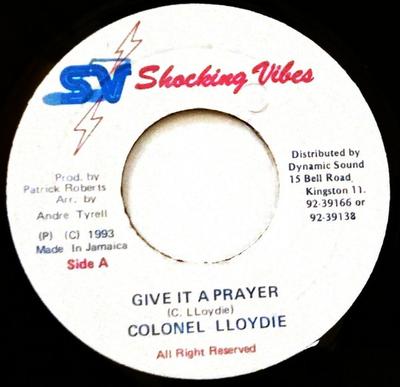 SV Shocking Vibes
Prod. by
Patrick Roberts
Arr. by
Andre Tyrell
(P) (C) 1993
Made In Jamaica
Side A
Distributed by
Dynamic Sound
15 Bell Road,
Kingston 11.
92-39166 or
92-39138
GIVE IT A PRAYER
(C. LLoydie)
COLONEL LLOYDIE
All Right Reserved